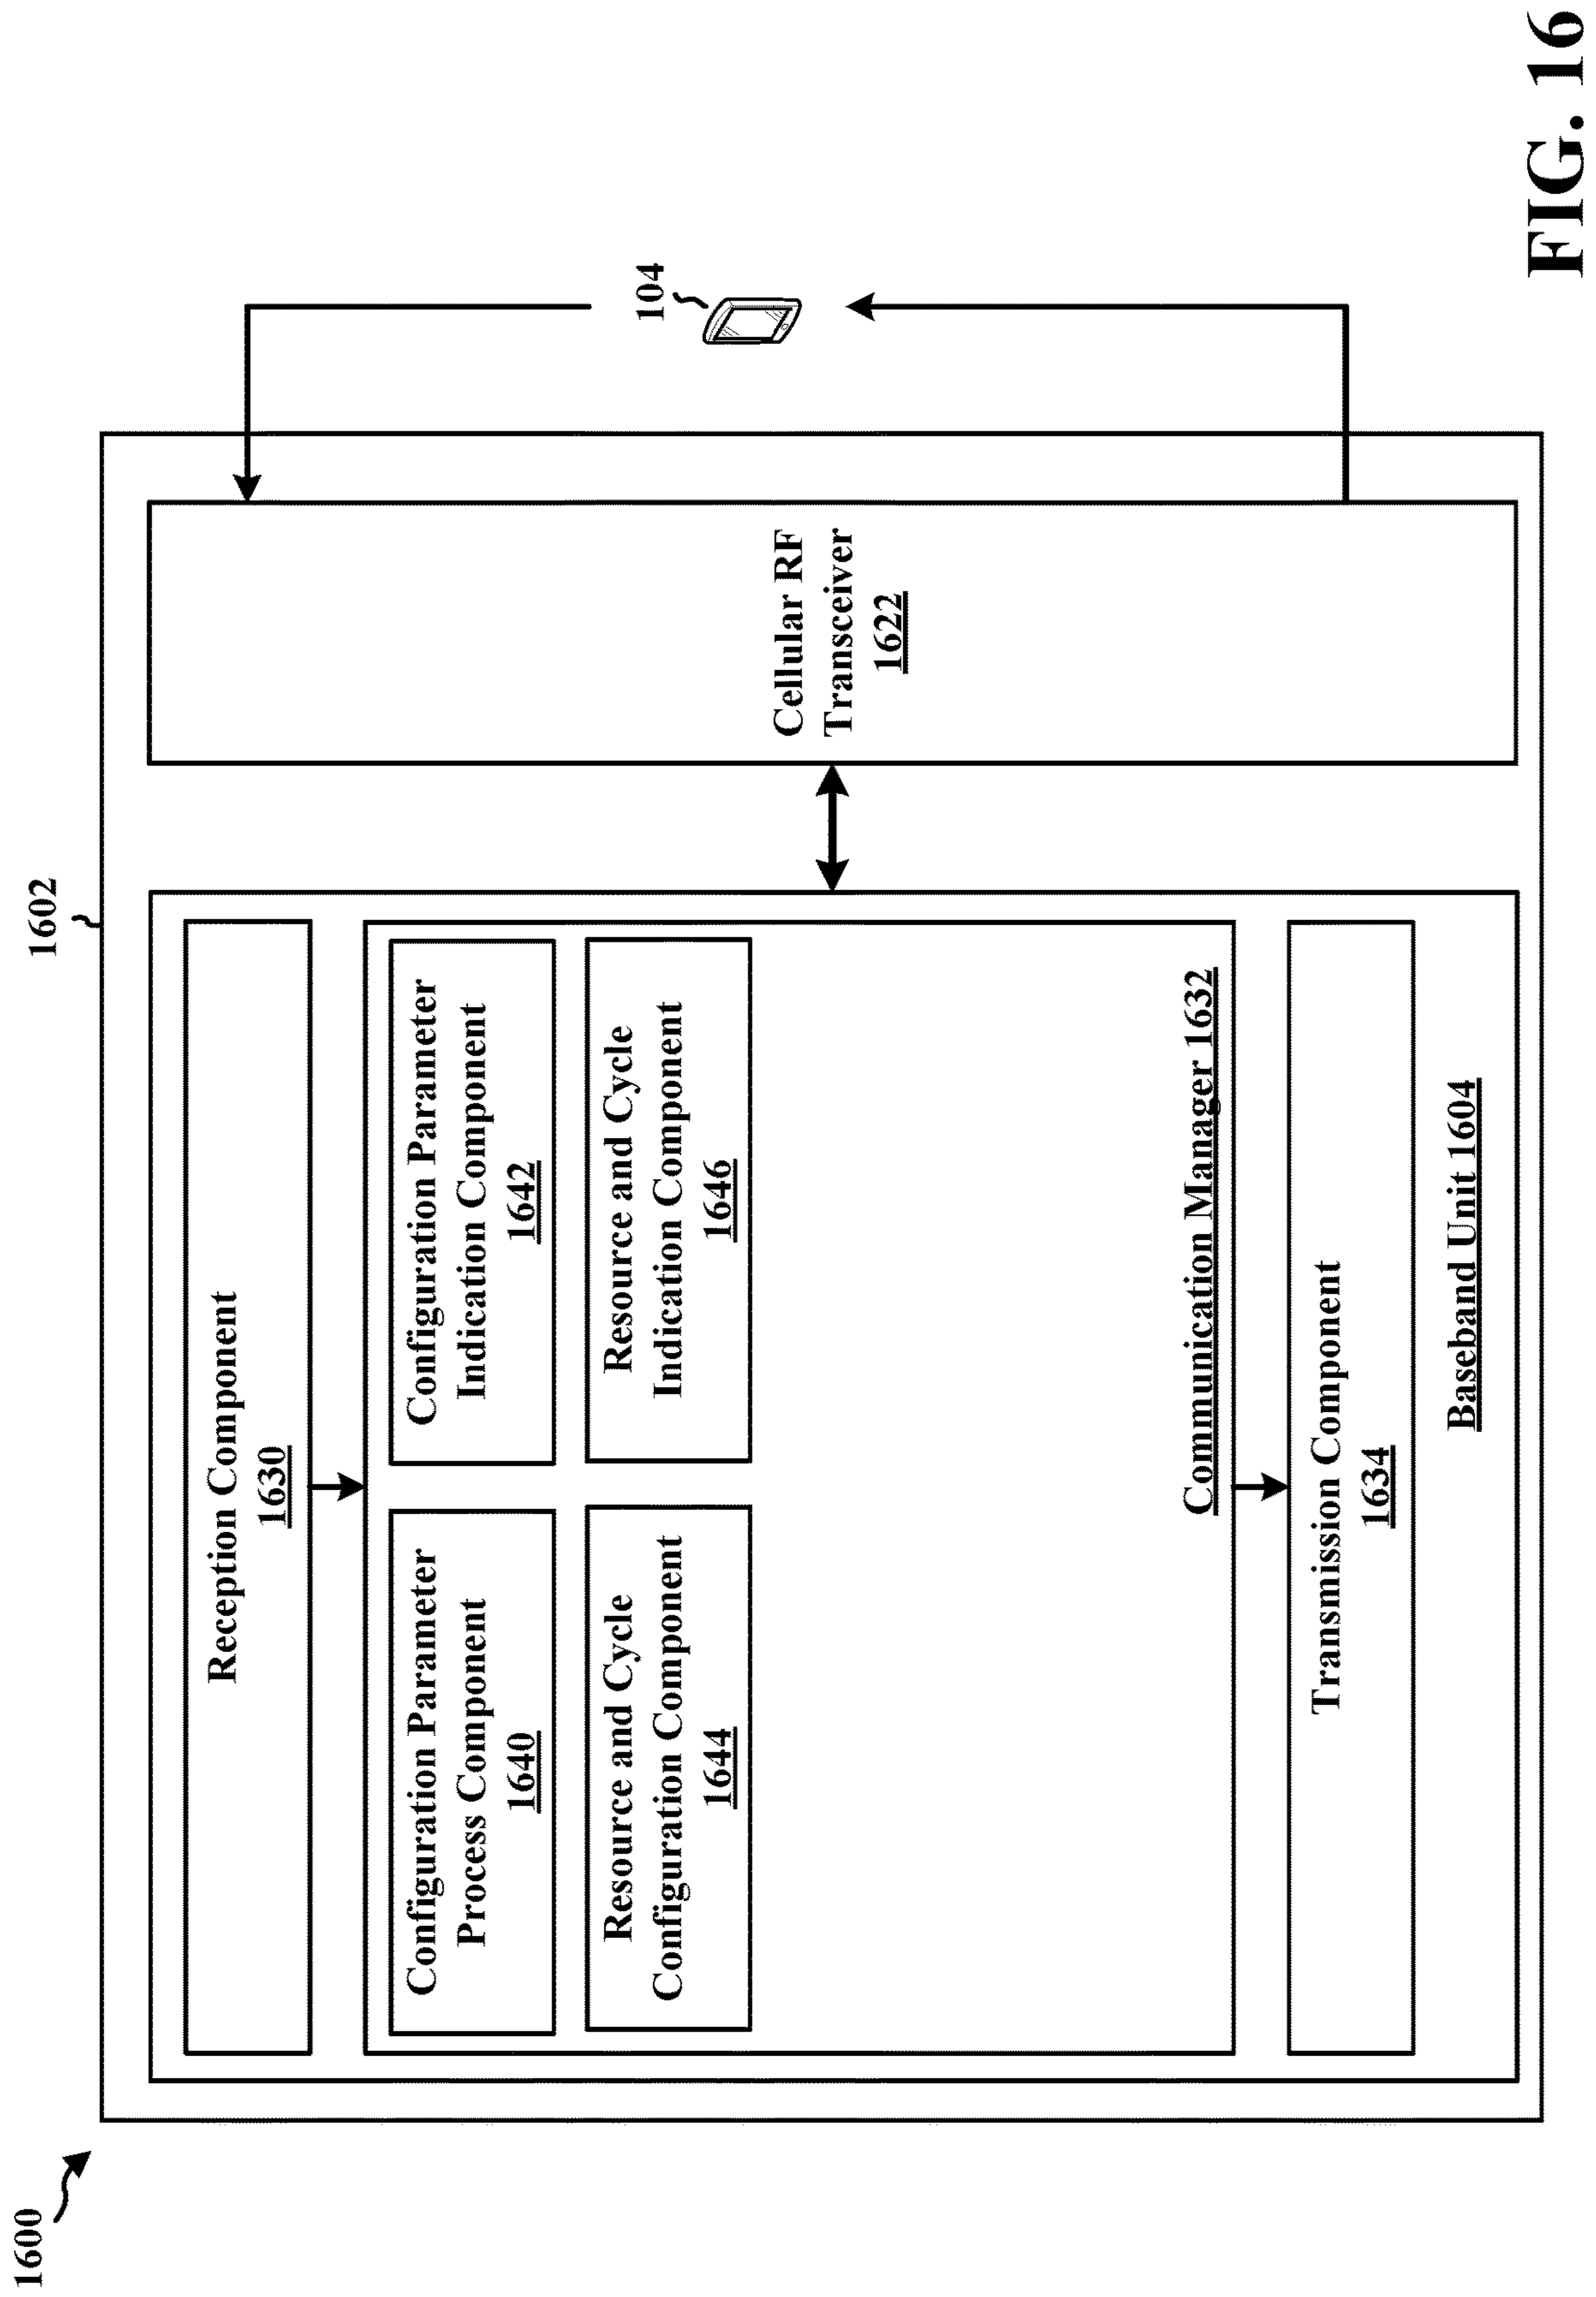 1600
1602
Reception Component
1630
Configuration Parameter
Process Component
1640
Configuration Parameter
Indication Component
1642
Resource and Cycle
Configuration Component
1644
Resource and Cycle
Indication Component
1646
Communication Manager 1632
Transmission Component
1634
Baseband Unit 1604
Cellular RF
Transceiver
1622
104
FIG. 16